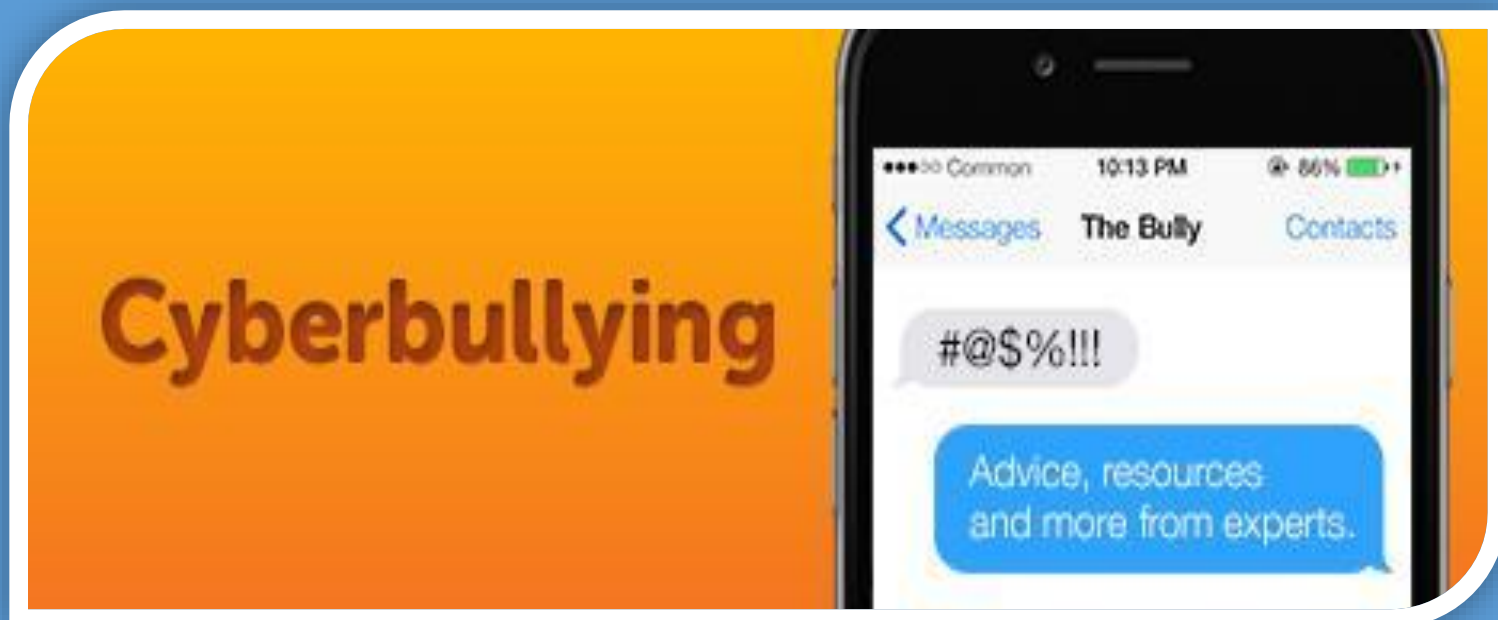 Cyberbullying
Common 10:13 PM 86%
Messages The Bully Contacts
#@$%!!!
Advice, resources
and more from experts.